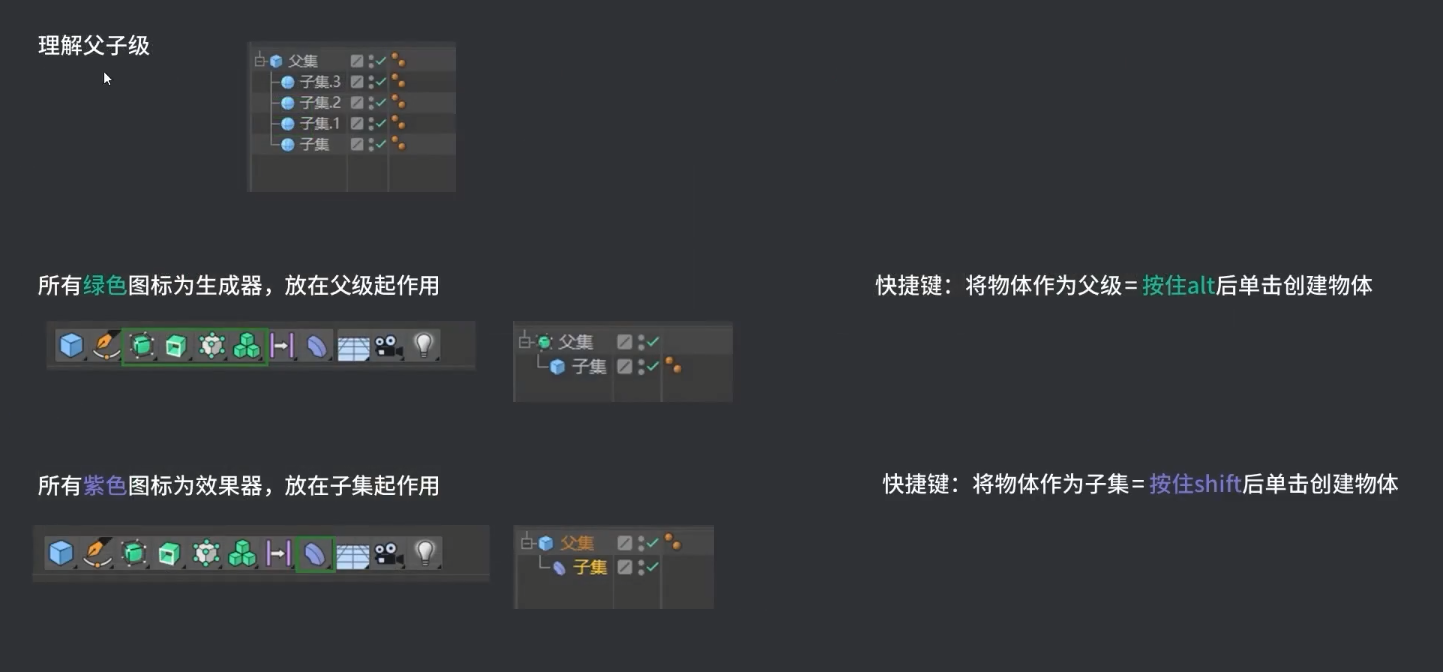 理解父子级
父集
子集.3
子集.2
子集.1
子集
所有绿色图标为生成器，放在父级起作用
快捷键：将物体作为父级=按住alt后单击创建物体
父集
子集
所有紫色图标为效果器，放在子集起作用
快捷键：将物体作为子集=按住shift后单击创建物体
父集
子集